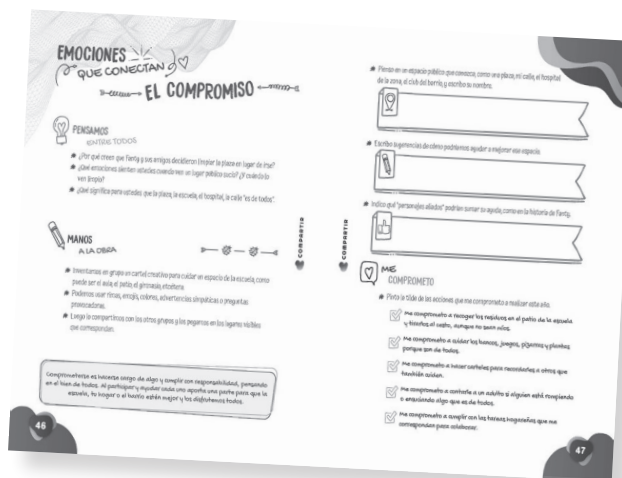 EMOCIONES
QUE CONECTAN
EL COMPROMISO
PENSAMOS
ENTRE TODOS
¿Por qué creen que Fienty y sus amigos decidieron limpiar la plaza en lugar de irse?
¿Qué emociones sienten ustedes cuando ven un lugar público sucio? ¿Y cuando lo
ven limpio?
¿Qué significa para ustedes que la plaza, la escuela, el hospital, la calle "es de todos".
MANOS
A LA OBRA
Inventamos en grupo un cartel creativo para cuidar un espacio de la escuela, como
puede ser el aula, el patio, el gimnasio, etcétera.
Podemos usar rimas, emojis, colores, advertencias simpáticas o preguntas
provocadoras.
Luego lo compartimos con los otros grupos y los pegamos en los lugares visibles
que correspondan.
Comprometerse es hacerse cargo de algo y cumplir con responsabilidad, pensando
en el bien de todos. Al participar y ayudar cada uno aporta una parte para que la
escuela, tu hogar o el barrio estén mejor y los disfrutemos todos.
COMPARTIR
46
Pienso en un espacio público que conozco, como una plaza, mi calle, el hospital
de la zona, el club del barrio, y escribo su nombre.
Escribo sugerencias de cómo podríamos ayudar a mejorar ese espacio.
Indico qué "personajes aliados" podrían sumar su ayuda, como en la historia de Fienty.
COMPARTIR
ME
COMPROMETO
Pinto la tilde de las acciones que me comprometo a realizar este año.
Me comprometo a recoger los residuos en el patio de la escuela
y tirarlos al cesto, aunque no sean míos.
Me comprometo a cuidar los bancos, juegos, pizarras y plantas
porque son de todos.
Me comprometo a hacer carteles para recordarles a otros que
también cuiden.
Me comprometo a contarle a un adulto si alguien está rompiendo
o ensuciando algo que es de todos.
Me comprometo a cumplir con las tareas hogareñas que me
corresponden para colaborar.
47